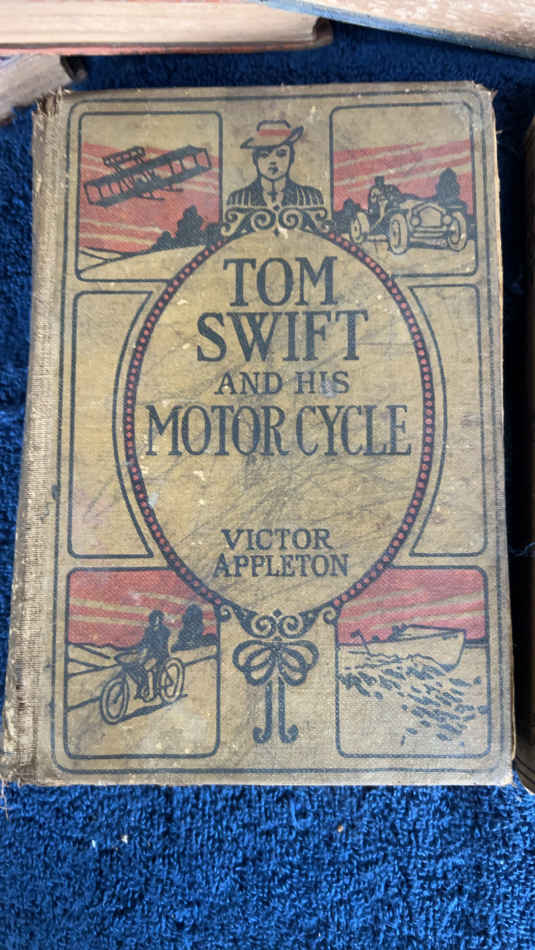 TOM
SWIFT
AND HIS
MOTOR CYCLE
VICTOR
APPLETON